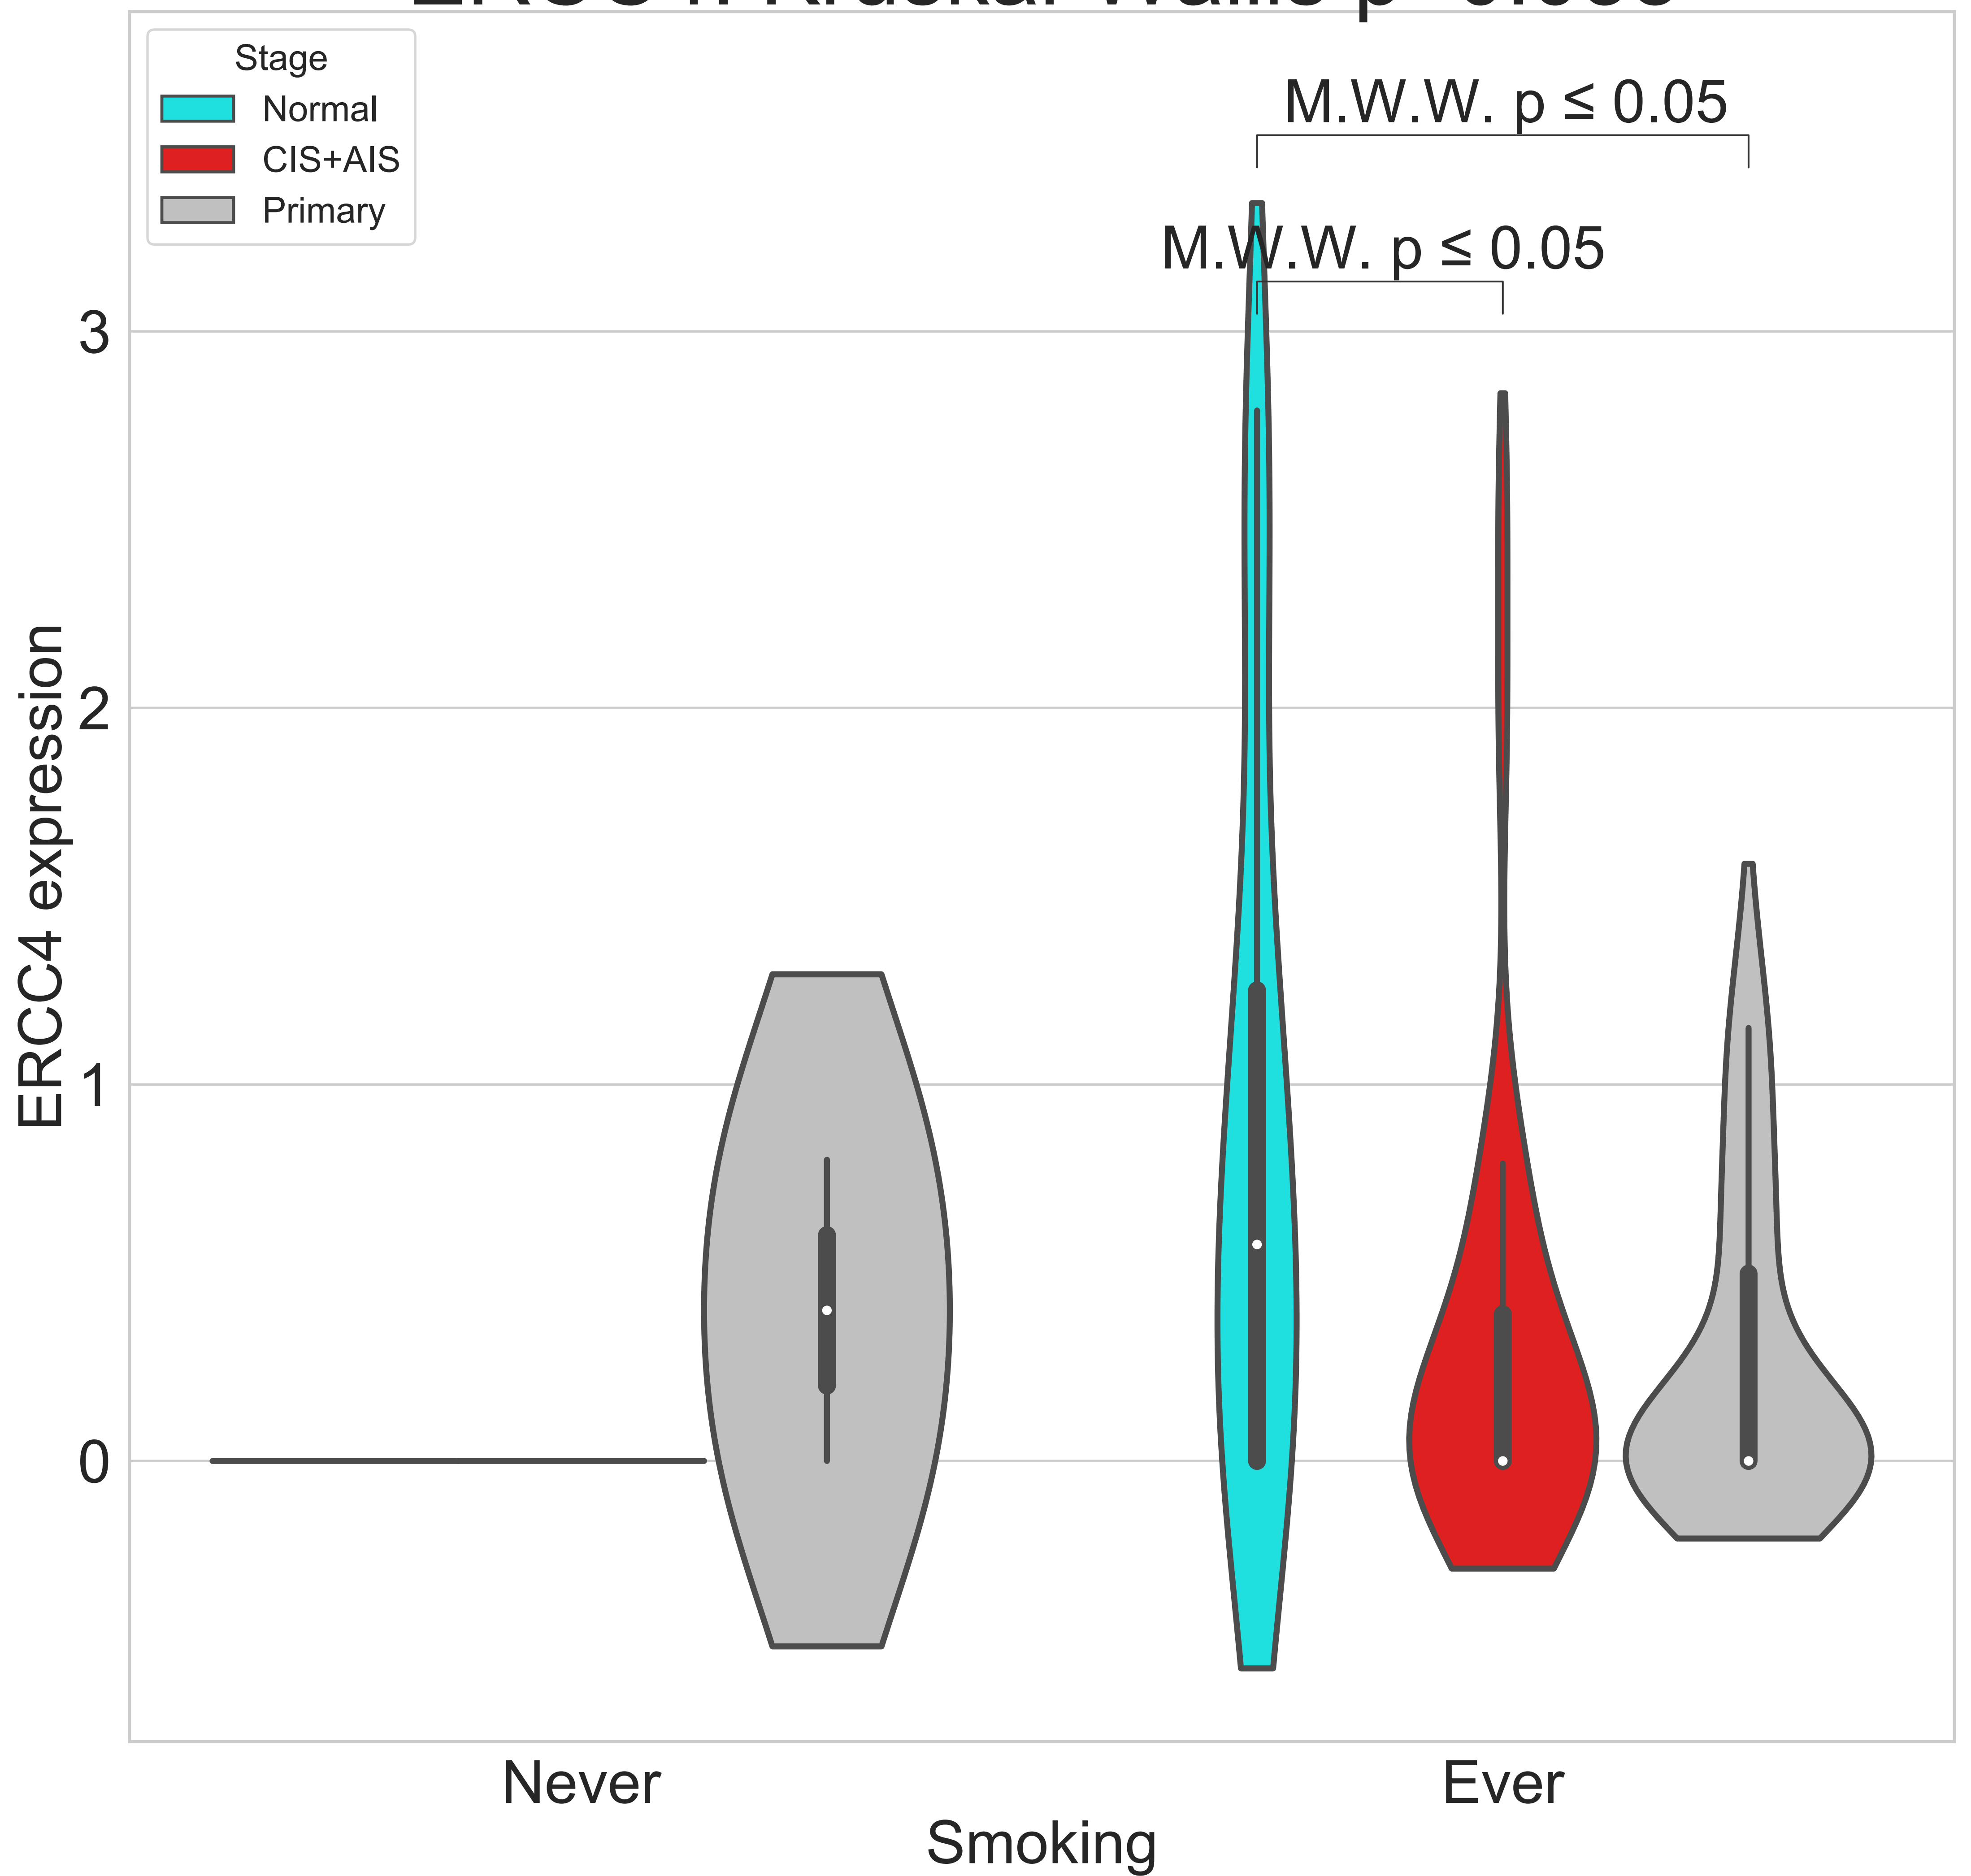 Stage
Normal
CIS+AIS
Primary
M.W.W. p ≤ 0.05
M.W.W. p ≤ 0.05
3
2
1
0
ERCC4 expression
Never
Ever
Smoking